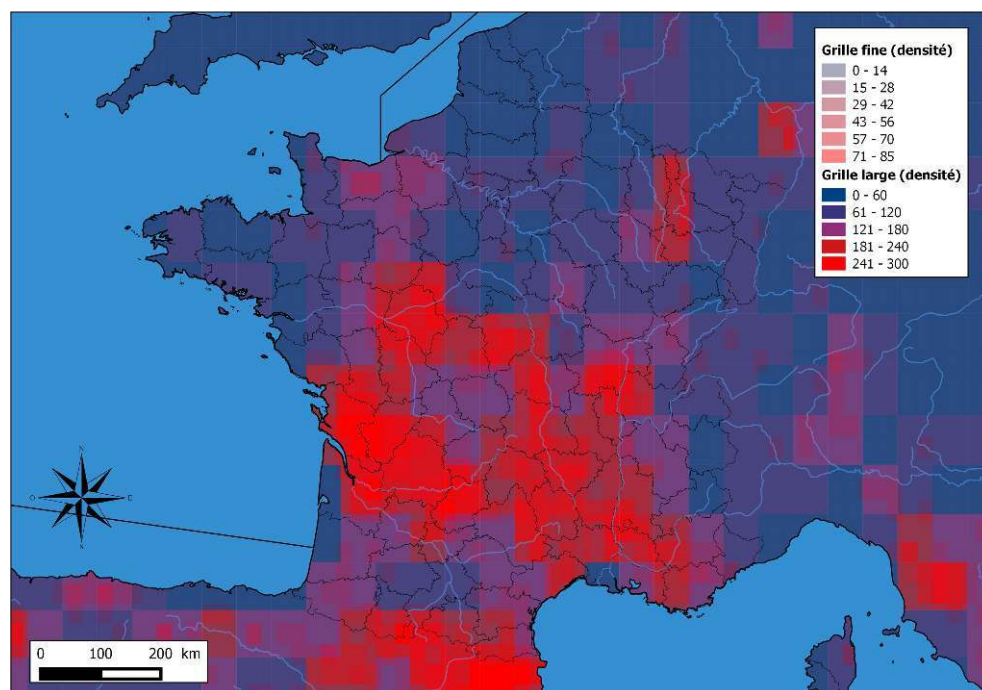 Grille fine (densité)
0 - 14
15 - 28
29 - 42
43 - 56
57 - 70
71 - 85
Grille large (densité)
0 - 60
61 - 120
121 - 180
181 - 240
241 - 300
N
O E
S
0 100 200 km